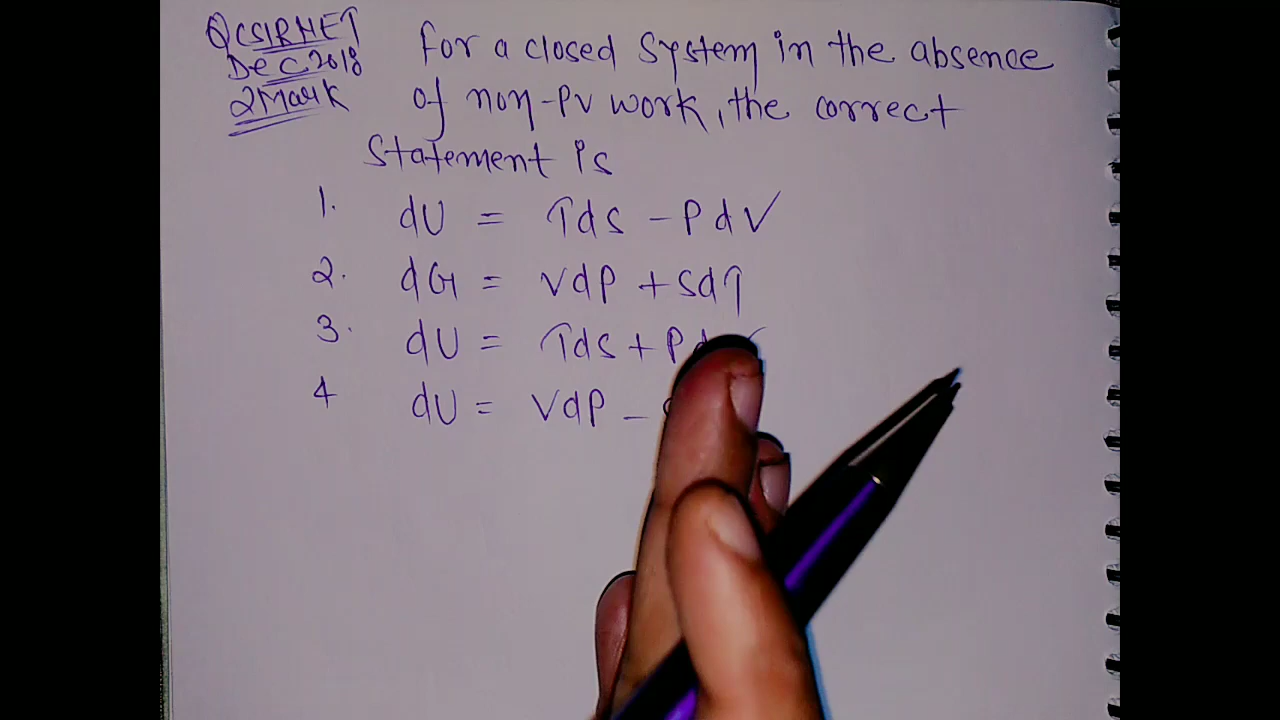 QCSIRNET
Dec 2018
2Mark
for a closed system in the absence
of non-PV work, the correct
statement is
1. dU = Tds - PdV
2. dG = VdP + SdT
3. dU = Tds + PdV
4 dU = VdP -